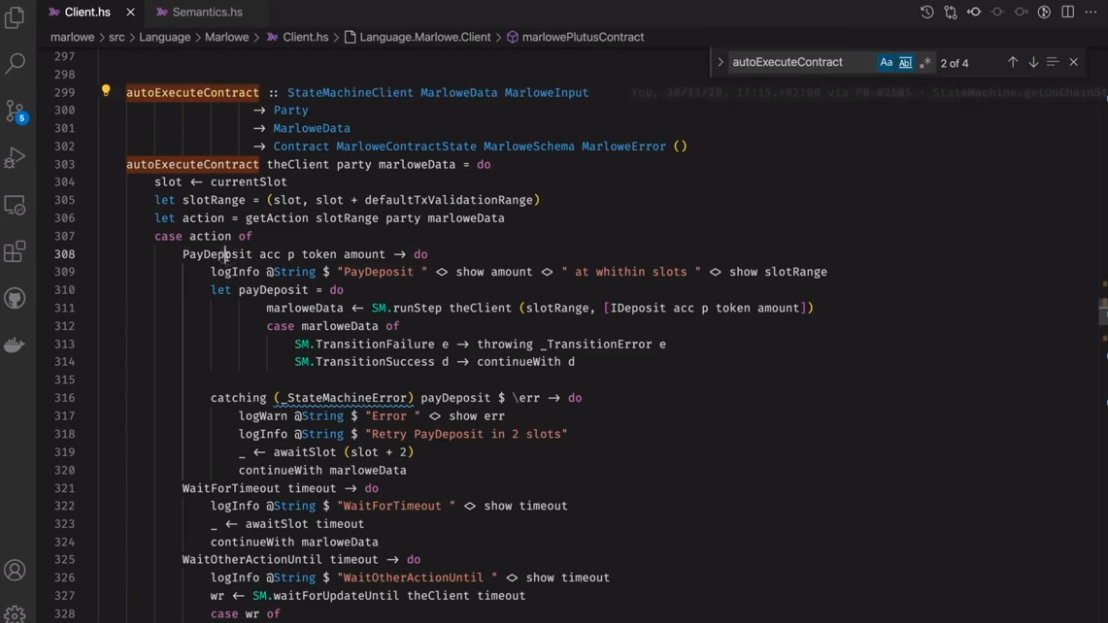 Client.hs
Semantics.hs
marlowe > src > Language > Marlowe > Client.hs > Language.Marlowe.Client > marlowePlutusContract
autoExecuteContract Aa Ab .* 2 of 4
297
298
299 autoExecuteContract :: StateMachineClient MarloweData MarloweInput You, 30/11/20, 17:15.+02:00 via PR #2505 • StateMachine.getOnChainSt
300 → Party
301 → MarloweData
302 → Contract MarloweContractState MarloweSchema MarloweError ()
303 autoExecuteContract theClient party marloweData = do
304 slot ← currentSlot
305 let slotRange = (slot, slot + defaultTxValidationRange)
306 let action = getAction slotRange party marloweData
307 case action of
308 PayDeposit acc p token amount → do
309 logInfo @String $ "PayDeposit " <> show amount <> " at whithin slots " <> show slotRange
310 let payDeposit = do
311 marloweData ← SM.runStep theClient (slotRange, [IDeposit acc p token amount])
312 case marloweData of
313 SM.TransitionFailure e → throwing _TransitionError e
314 SM.TransitionSuccess d → continueWith d
315
316 catching (_StateMachineError) payDeposit $ \err → do
317 logWarn @String $ "Error " <> show err
318 logInfo @String $ "Retry PayDeposit in 2 slots"
319 _ ← awaitSlot (slot + 2)
320 continueWith marloweData
321 WaitForTimeout timeout → do
322 logInfo @String $ "WaitForTimeout " <> show timeout
323 _ ← awaitSlot timeout
324 continueWith marloweData
325 WaitOtherActionUntil timeout → do
326 logInfo @String $ "WaitOtherActionUntil " <> show timeout
327 wr ← SM.waitForUpdateUntil theClient timeout
328 case wr of
5